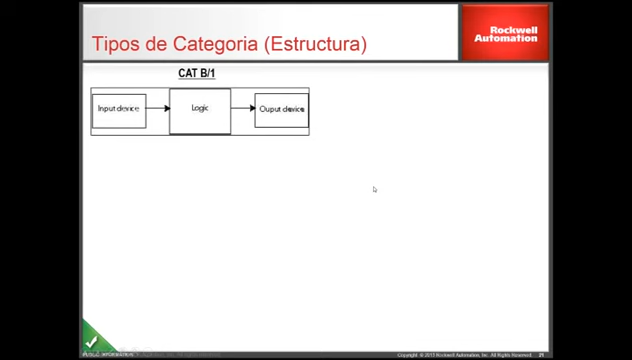 Tipos de Categoria (Estructura)
Rockwell
Automation
CAT B/1
Input device
Logic
Ouput device
Copyright © 2013 Rockwell Automation, Inc. All Rights Reserved.